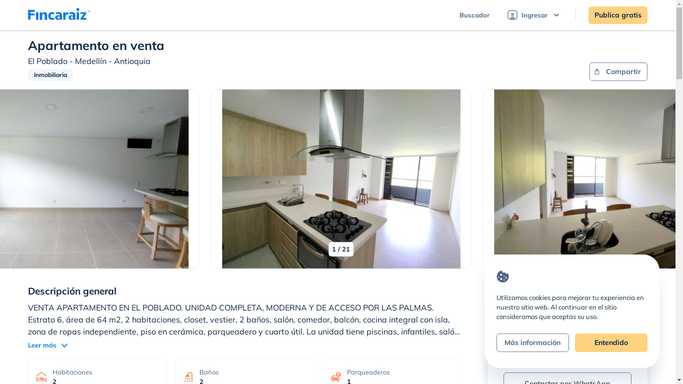 Fincaraiz
Buscador
Ingresar
Publica gratis
Apartamento en venta
El Poblado - Medellín - Antioquia
Inmobiliaria
Compartir
1 / 21
Descripción general
VENTA APARTAMENTO EN EL POBLADO. UNIDAD COMPLETA, MODERNA Y DE ACCESO POR LAS PALMAS.
Estrato 6, área de 64 m2, 2 habitaciones, closet, vestier, 2 baños, salón, comedor, balcón, cocina integral con isla,
zona de ropas independiente, piso en cerámica, parqueadero y cuarto útil. La unidad tiene piscinas, infantiles, saló...
Leer más
Habitaciones
2
Baños
2
Parqueaderos
1
Utilizamos cookies para mejorar tu experiencia en
nuestro sitio web. Al continuar en el sitio
consideramos que aceptas su uso.
Más información
Entendido
Contactar por WhatsApp